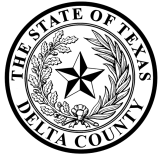 THE STATE OF TEXAS
DELTA COUNTY